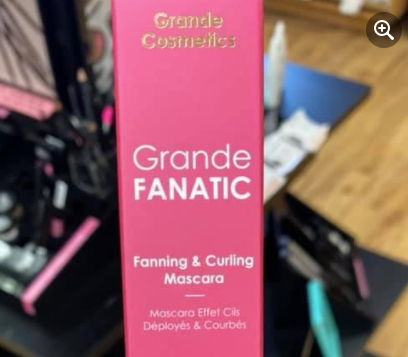 Grande
Cosmetics
Grande
FANATIC
Fanning & Curling
Mascara
Mascara Effet Cils
Déployés & Courbés